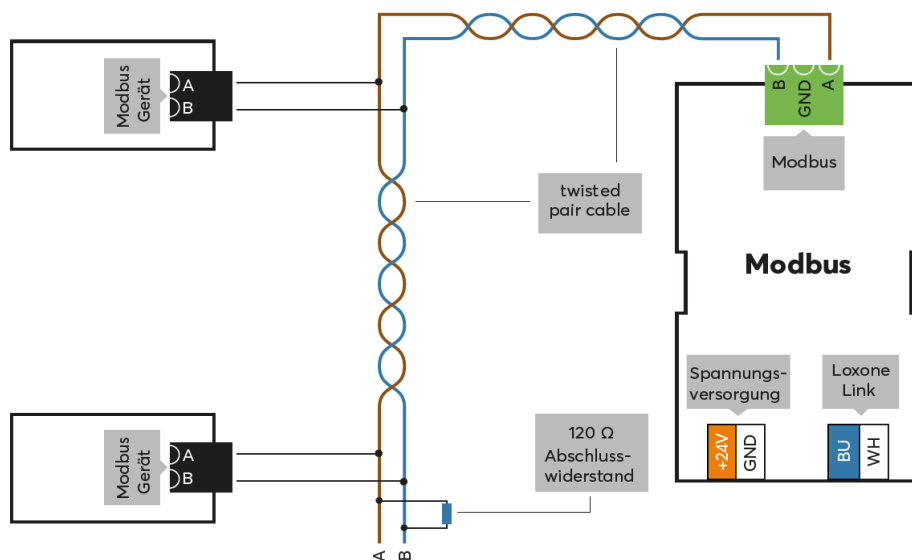 Modbus
Gerät
A
B
B
GND
A
Modbus
twisted
pair cable
Modbus
Spannungs-
versorgung
Loxone
Link
+24V
GND
BU
WH
Modbus
Gerät
A
B
120 Ω
Abschluss-
widerstand
A
B